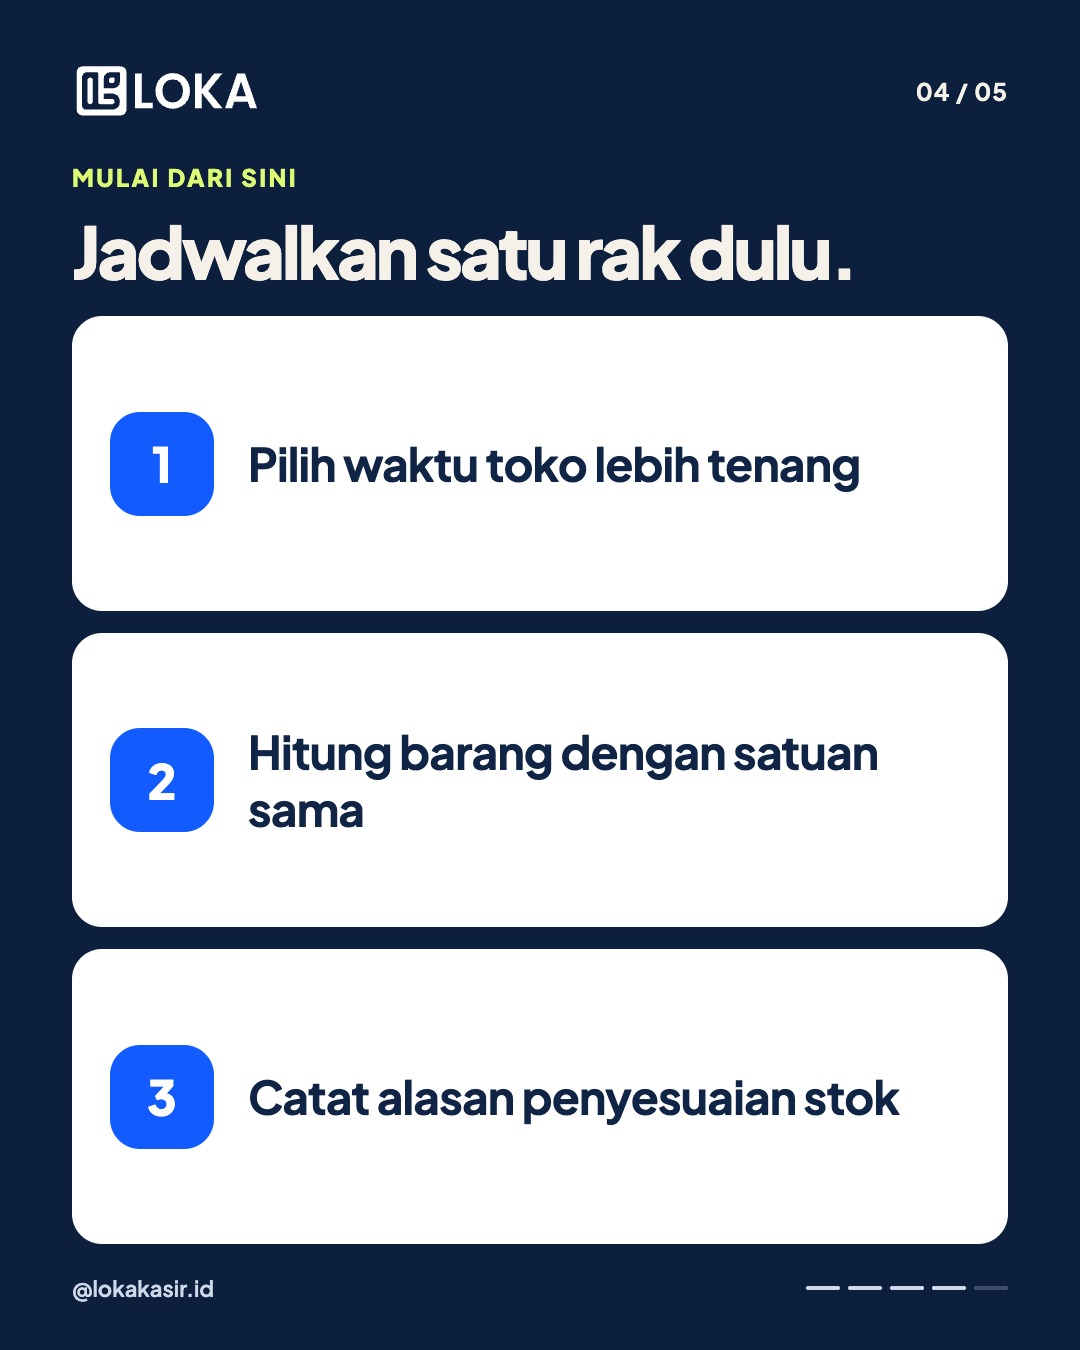 LOKA
04 / 05
MULAI DARI SINI
Jadwalkan satu rak dulu.
1
Pilih waktu toko lebih tenang
2
Hitung barang dengan satuan
sama
3
Catat alasan penyesuaian stok
@lokakasir.id